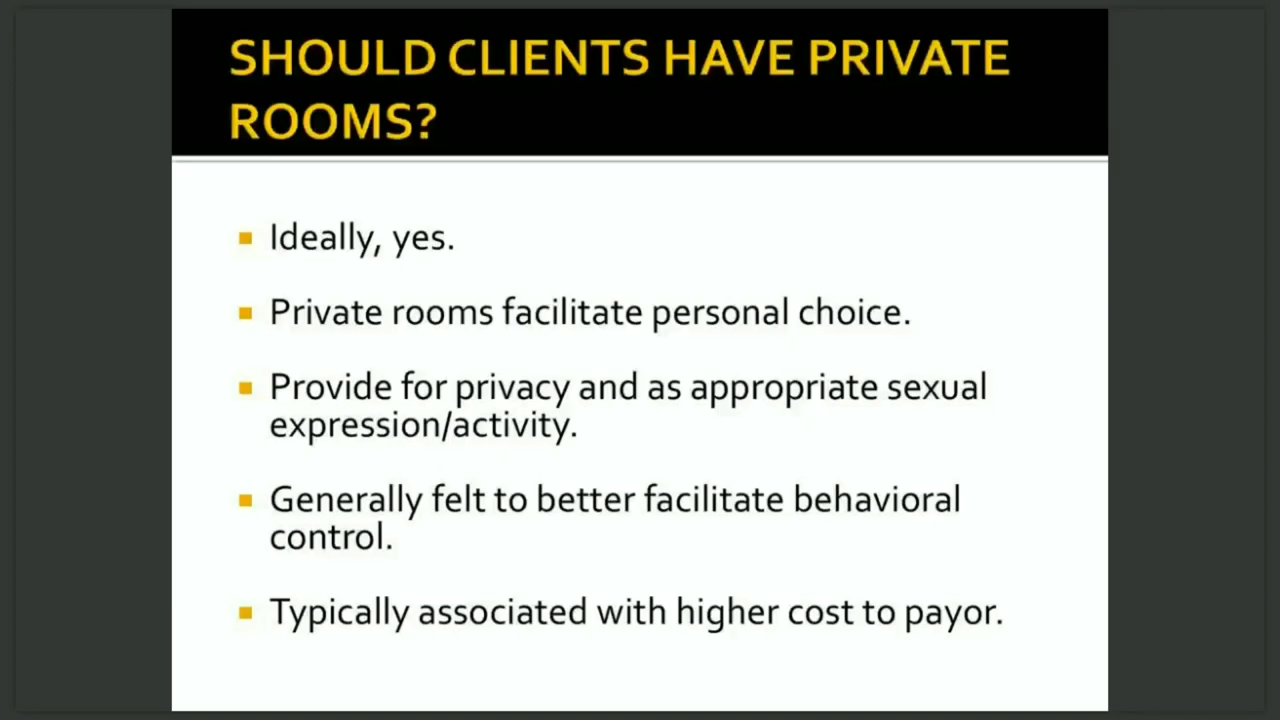 SHOULD CLIENTS HAVE PRIVATE
ROOMS?
Ideally, yes.
Private rooms facilitate personal choice.
Provide for privacy and as appropriate sexual
expression/activity.
Generally felt to better facilitate behavioral
control.
Typically associated with higher cost to payor.